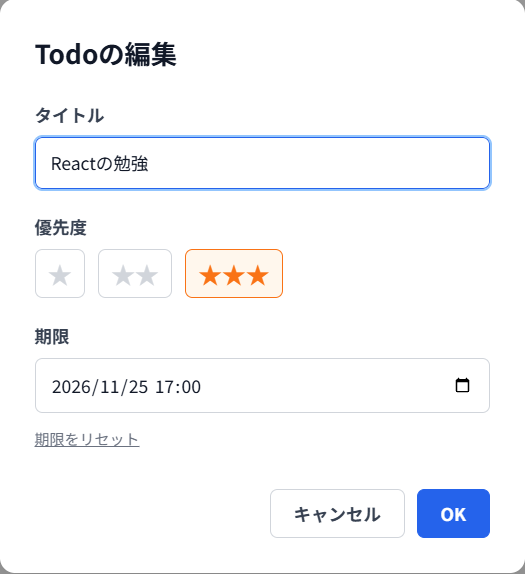 Todoの編集
タイトル
Reactの勉強
優先度
★ ★★ ★★★
期限
2026/11/25 17:00
期限をリセット
キャンセル OK